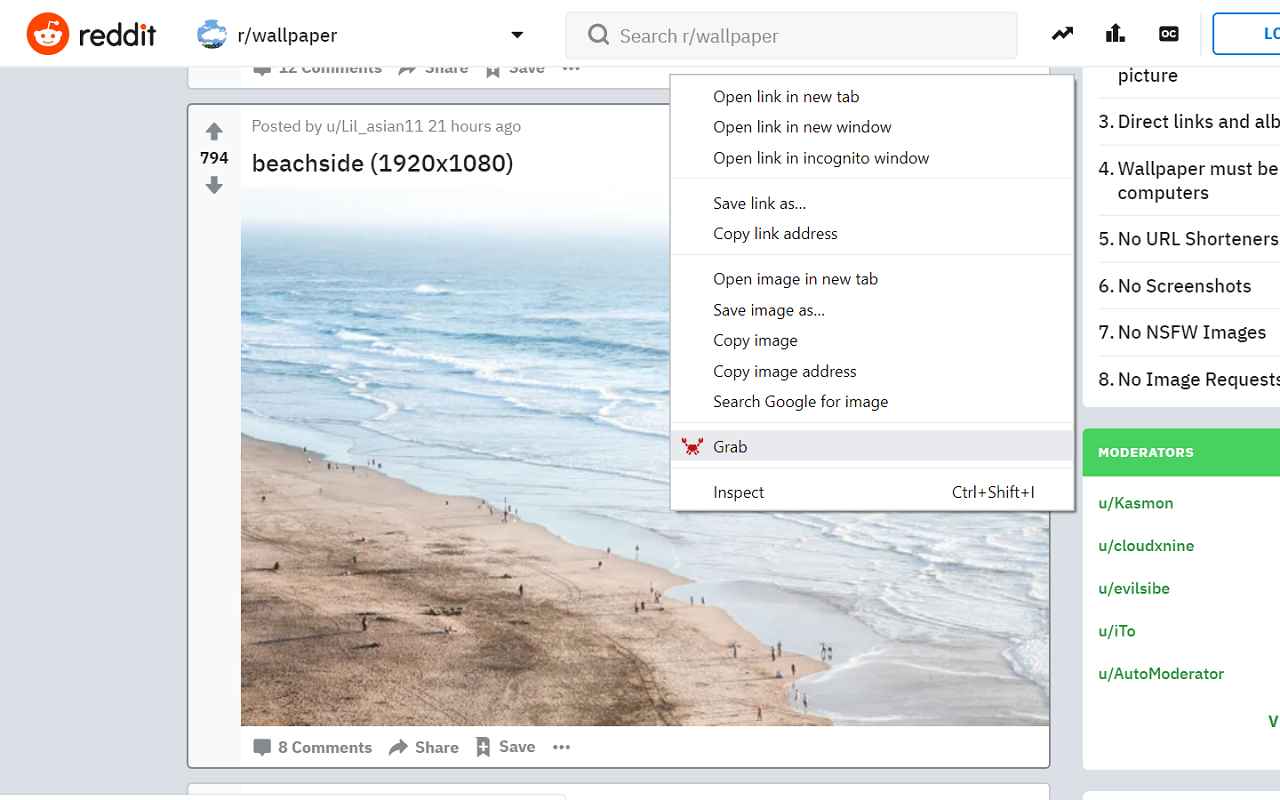 reddit
r/wallpaper
Search r/wallpaper
OC
LO
12 Comments Share Save
Posted by u/Lil_asian11 21 hours ago
794
beachside (1920x1080)
8 Comments Share Save
Open link in new tab
Open link in new window
Open link in incognito window
Save link as...
Copy link address
Open image in new tab
Save image as...
Copy image
Copy image address
Search Google for image
Grab
Inspect Ctrl+Shift+I
picture
3. Direct links and alb
4. Wallpaper must be
computers
5. No URL Shorteners
6. No Screenshots
7. No NSFW Images
8. No Image Requests
MODERATORS
u/Kasmon
u/cloudxnine
u/evilsibe
u/iTo
u/AutoModerator
V